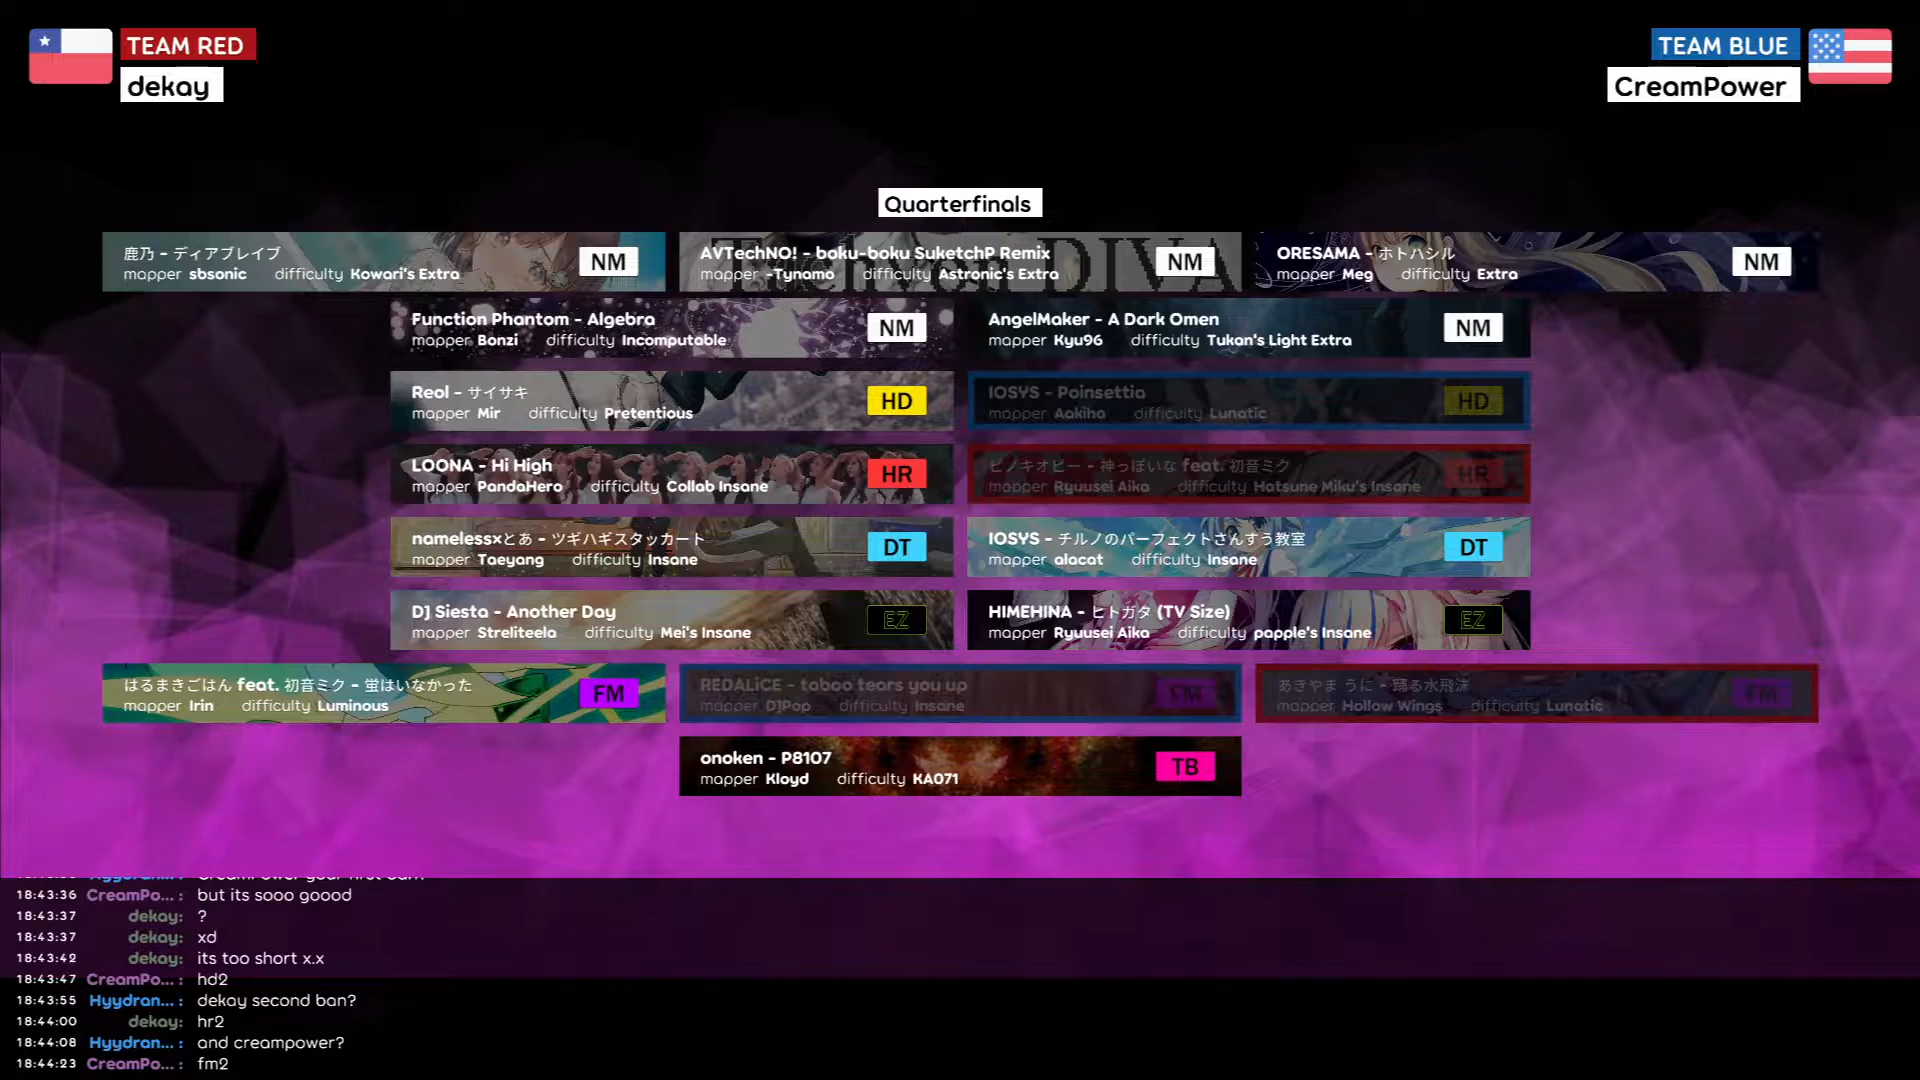 TEAM RED
dekay
TEAM BLUE
CreamPower
Quarterfinals
鹿乃 - ディアブレイブ
mapper sbsonic difficulty Kowari's Extra
NM
AVTechNO! - boku-boku SuketchP Remix
mapper -Tynamo difficulty Astronic's Extra
NM
ORESAMA - ホトハシル
mapper Meg difficulty Extra
NM
Function Phantom - Algebra
mapper Bonzi difficulty Incomputable
NM
AngelMaker - A Dark Omen
mapper Kyu96 difficulty Tukan's Light Extra
NM
Reol - サイサキ
mapper Mir difficulty Pretentious
HD
IOSYS - Poinsettia
mapper Aakiha difficulty Lunatic
HD
LOONA - Hi High
mapper PandaHero difficulty Collab Insane
HR
ピノキオピー - 神っぽいな feat. 初音ミク
mapper Ryuusei Aika difficulty Hatsune Miku's Insane
HR
nameless×とあ - ツギハギスタッカート
mapper Taeyang difficulty Insane
DT
IOSYS - チルノのパーフェクトさんすう教室
mapper alacat difficulty Insane
DT
DJ Siesta - Another Day
mapper Streliteela difficulty Mei's Insane
EZ
HIMEHINA - ヒトガタ (TV Size)
mapper Ryuusei Aika difficulty papple's Insane
EZ
はるまきごはん feat. 初音ミク - 蛍はいなかった
mapper Irin difficulty Luminous
FM
REDALiCE - taboo tears you up
mapper DJPop difficulty Insane
FM
あきやま うに - 踊る水飛沫
mapper Hollow Wings difficulty Lunatic
FM
onoken - P8107
mapper Kloyd difficulty KA071
TB
18:43:36 CreamPo... : but its sooo goood
18:43:37 dekay: ?
18:43:37 dekay: xd
18:43:42 dekay: its too short x.x
18:43:47 CreamPo... : hd2
18:43:55 Hyydran... : dekay second ban?
18:44:00 dekay: hr2
18:44:08 Hyydran... : and creampower?
18:44:23 CreamPo... : fm2